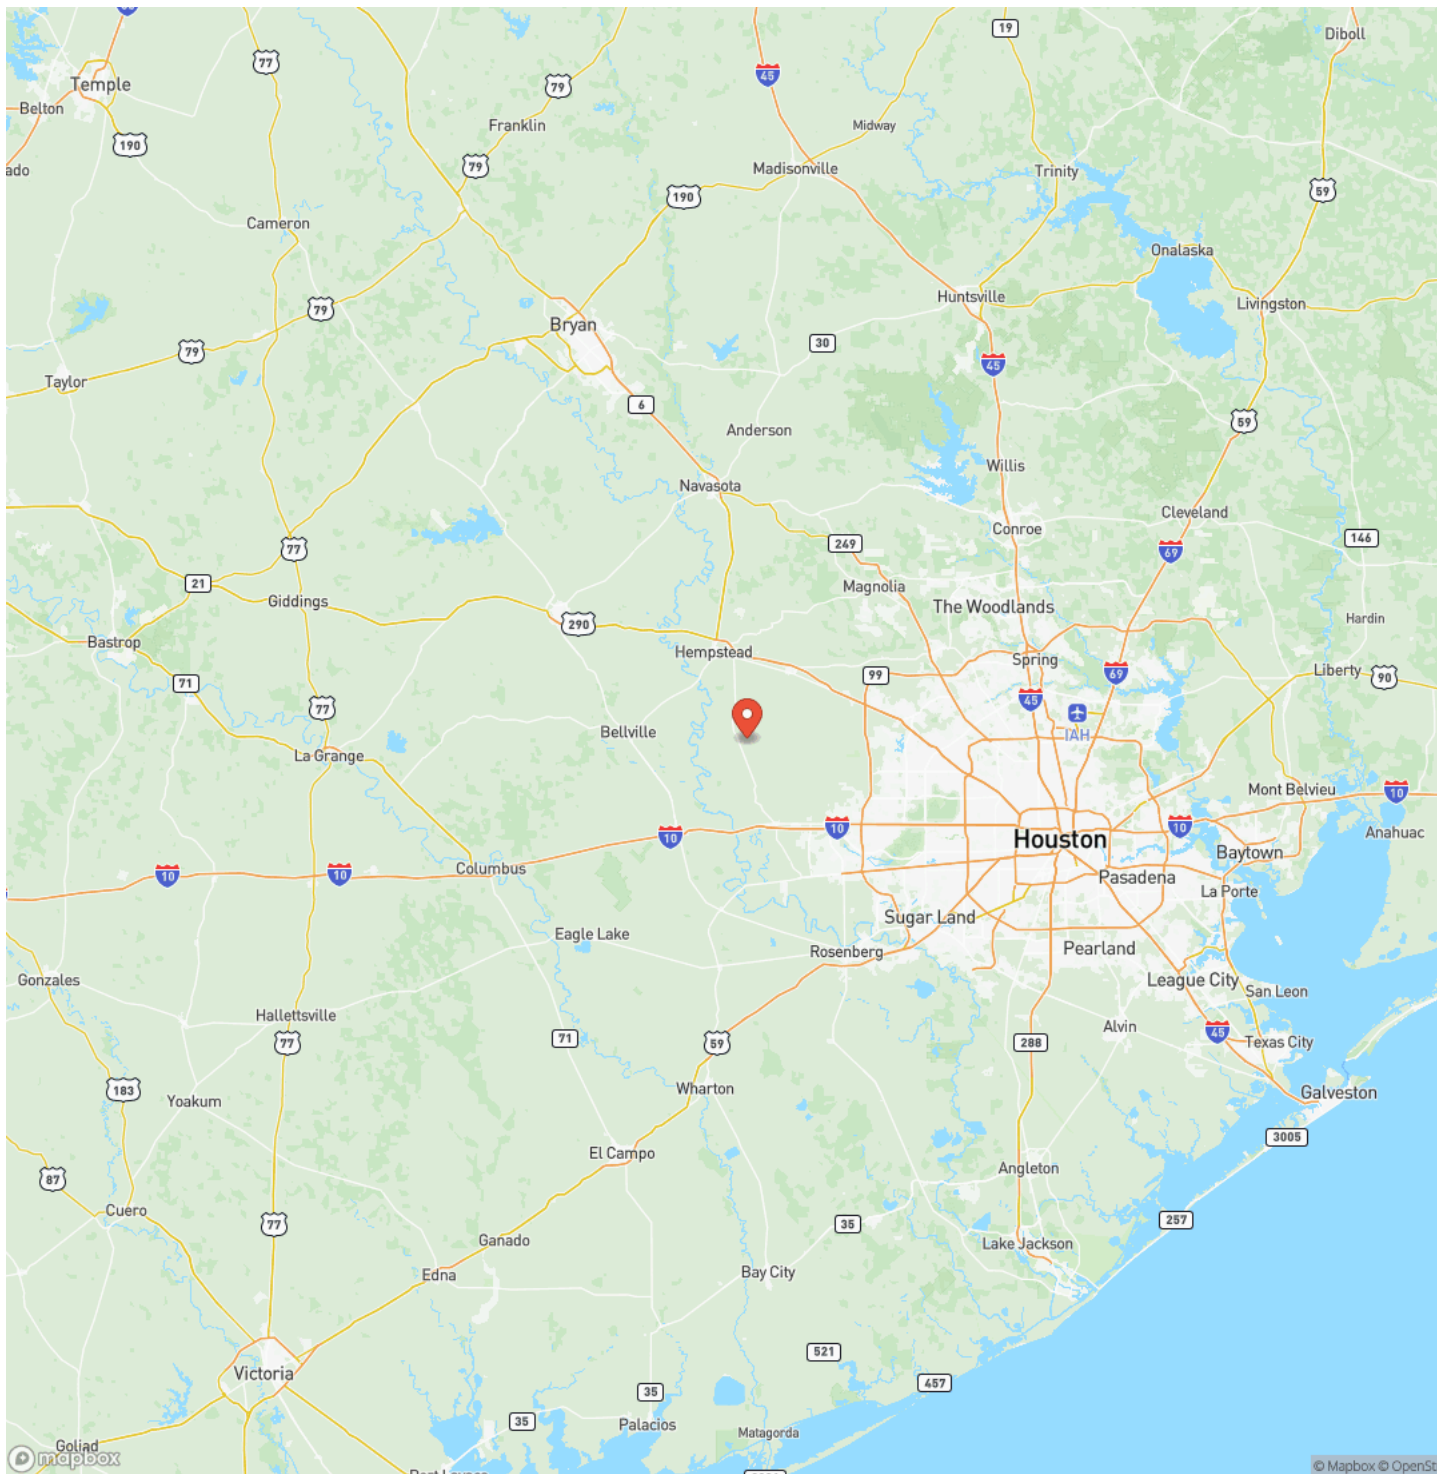 45
19
Diboll
77
Temple
79
Belton
Franklin
Midway
190
79
ado
Madisonville
Trinity
59
190
Cameron
Onalaska
79
Huntsville
Livingston
Bryan
79
30
45
Taylor
6
59
Anderson
Willis
Navasota
Cleveland
Conroe
249
146
77
69
21
Magnolia
Giddings
The Woodlands
Hardin
290
Bastrop
Hempstead
Spring
99
69
Liberty
90
71
45
77
Bellville
IAH
La Grange
Mont Belvieu
10
10
10
10
Houston
Anahuac
Baytown
Columbus
10
10
Pasadena
La Porte
Sugar Land
Eagle Lake
Rosenberg
Pearland
Gonzales
League City
San Leon
Hallettsville
Alvin
71
59
288
45
Texas City
77
Wharton
183
Yoakum
Galveston
3005
El Campo
Angleton
87
Cuero
77
35
257
Ganado
Lake Jackson
Edna
Bay City
521
Victoria
457
35
35
Palacios
Matagorda
Goliad
mapbox
© Mapbox © OpenSt